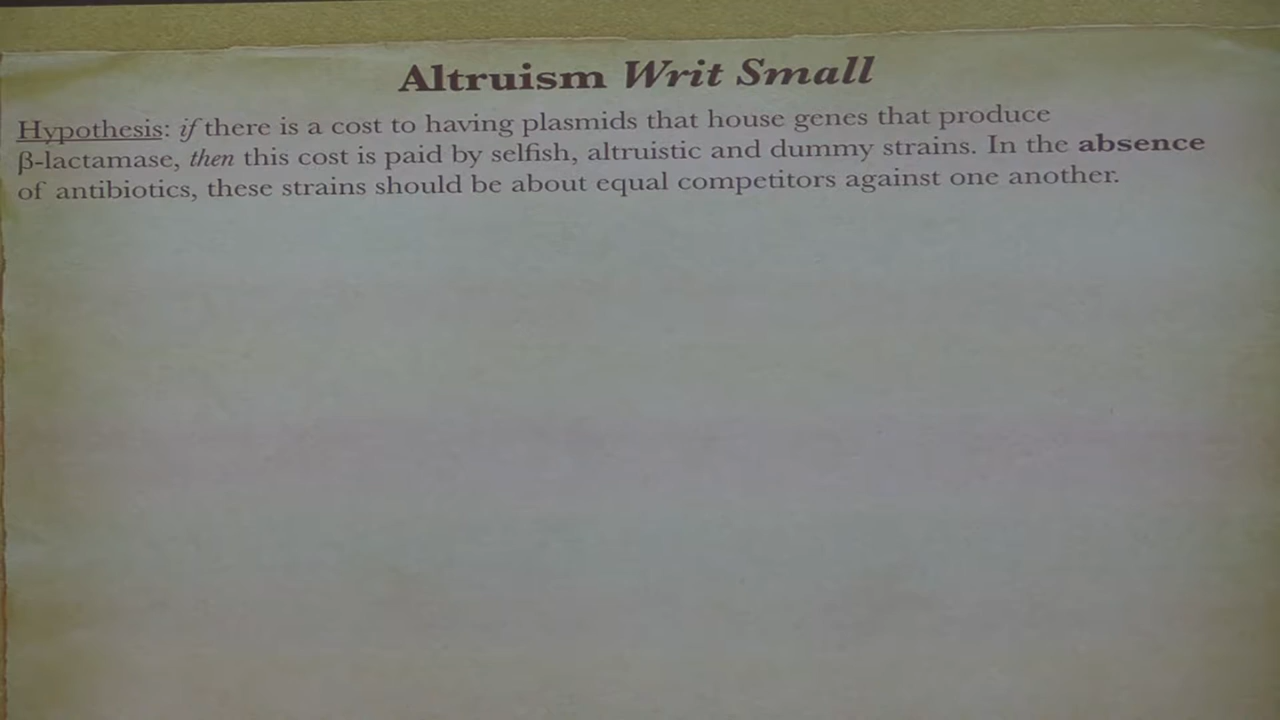 Altruism Writ Small
Hypothesis: if there is a cost to having plasmids that house genes that produce
β-lactamase, then this cost is paid by selfish, altruistic and dummy strains. In the absence
of antibiotics, these strains should be about equal competitors against one another.